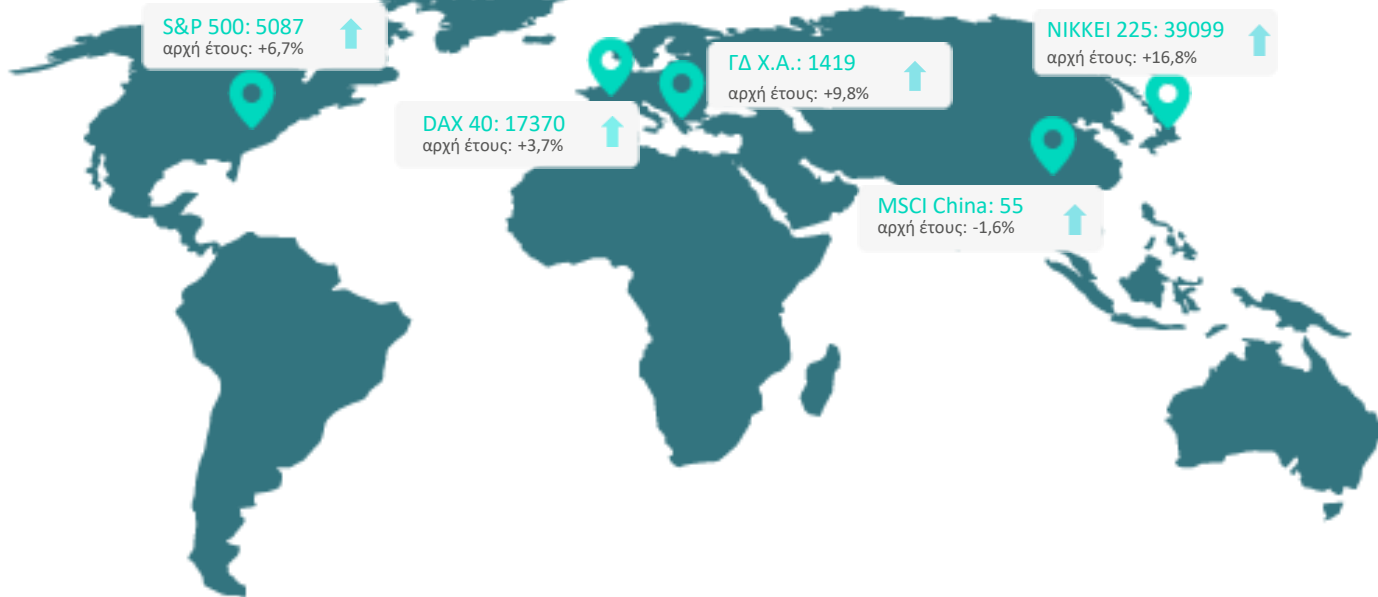 S&P 500: 5087
αρχή έτους: +6,7%
NIKKEI 225: 39099
αρχή έτους: +16,8%
ΓΔ Χ.Α.: 1419
αρχή έτους: +9,8%
DAX 40: 17370
αρχή έτους: +3,7%
MSCI China: 55
αρχή έτους: -1,6%